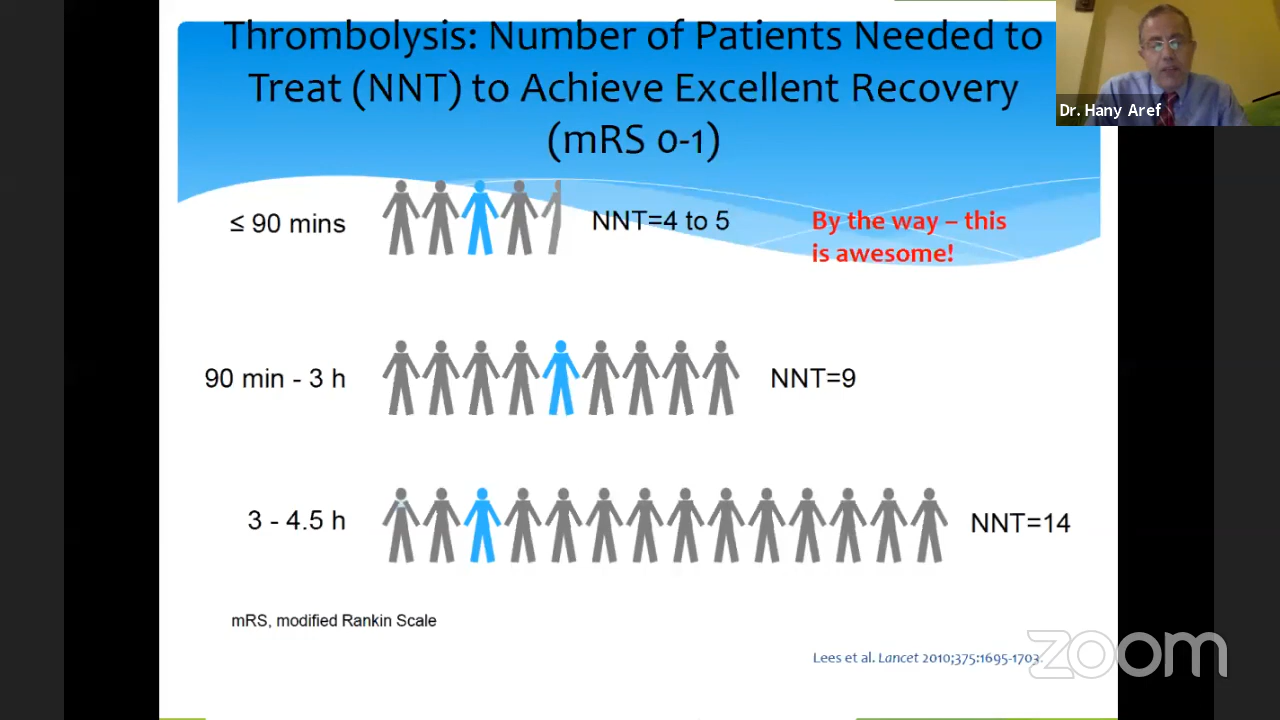 Thrombolysis: Number of Patients Needed to
Treat (NNT) to Achieve Excellent Recovery
(mRS 0-1)
Dr. Hany Aref
≤ 90 mins
NNT=4 to 5
By the way – this
is awesome!
90 min - 3 h
NNT=9
3 - 4.5 h
NNT=14
mRS, modified Rankin Scale
Lees et al. Lancet 2010;375:1695-1703.
zoom